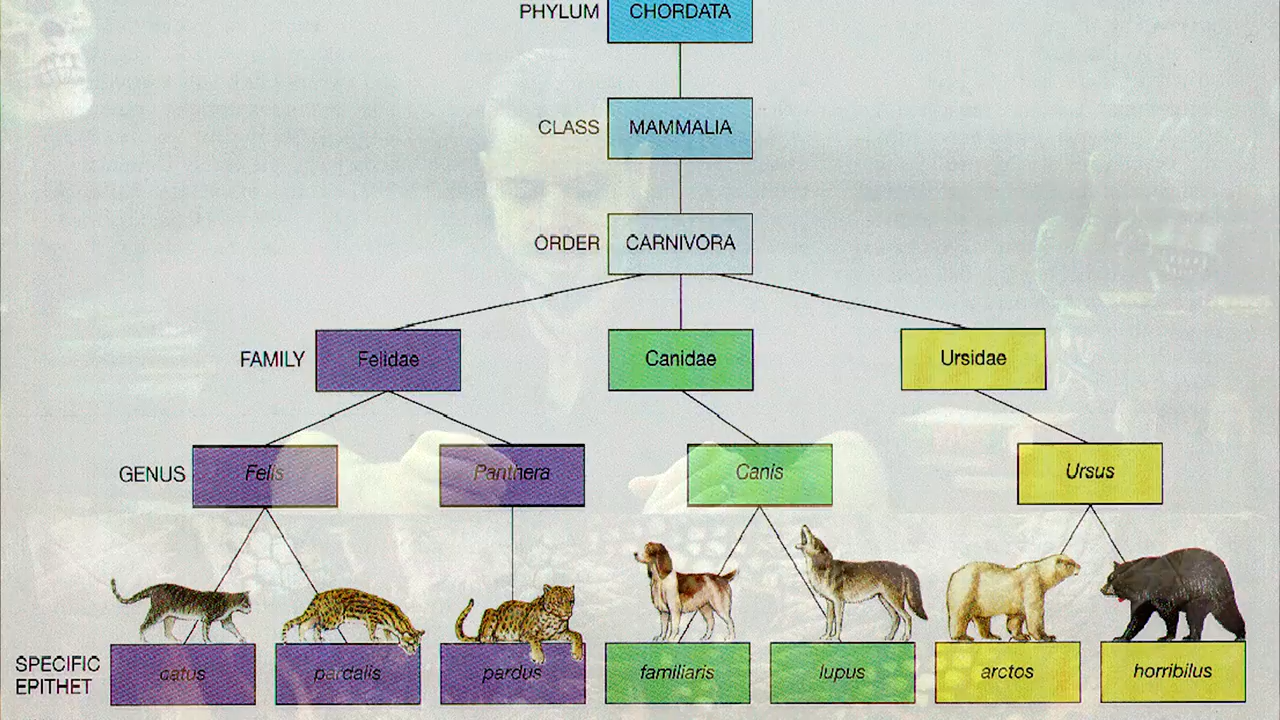 PHYLUM CHORDATA
CLASS MAMMALIA
ORDER CARNIVORA
FAMILY Felidae Canidae Ursidae
GENUS Felis Panthera Canis Ursus
SPECIFIC
EPITHET catus pardalis pardus familiaris lupus arctos horribilus